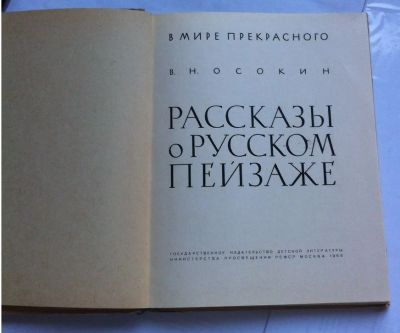 В МИРЕ ПРЕКРАСНОГО
В. Н. ОСОКИН
РАССКАЗЫ
о РУССКОМ
ПЕЙЗАЖЕ
ГОСУДАРСТВЕННОЕ ИЗДАТЕЛЬСТВО ДЕТСКОЙ ЛИТЕРАТУРЫ
МИНИСТЕРСТВА ПРОСВЕЩЕНИЯ РСФСР МОСКВА